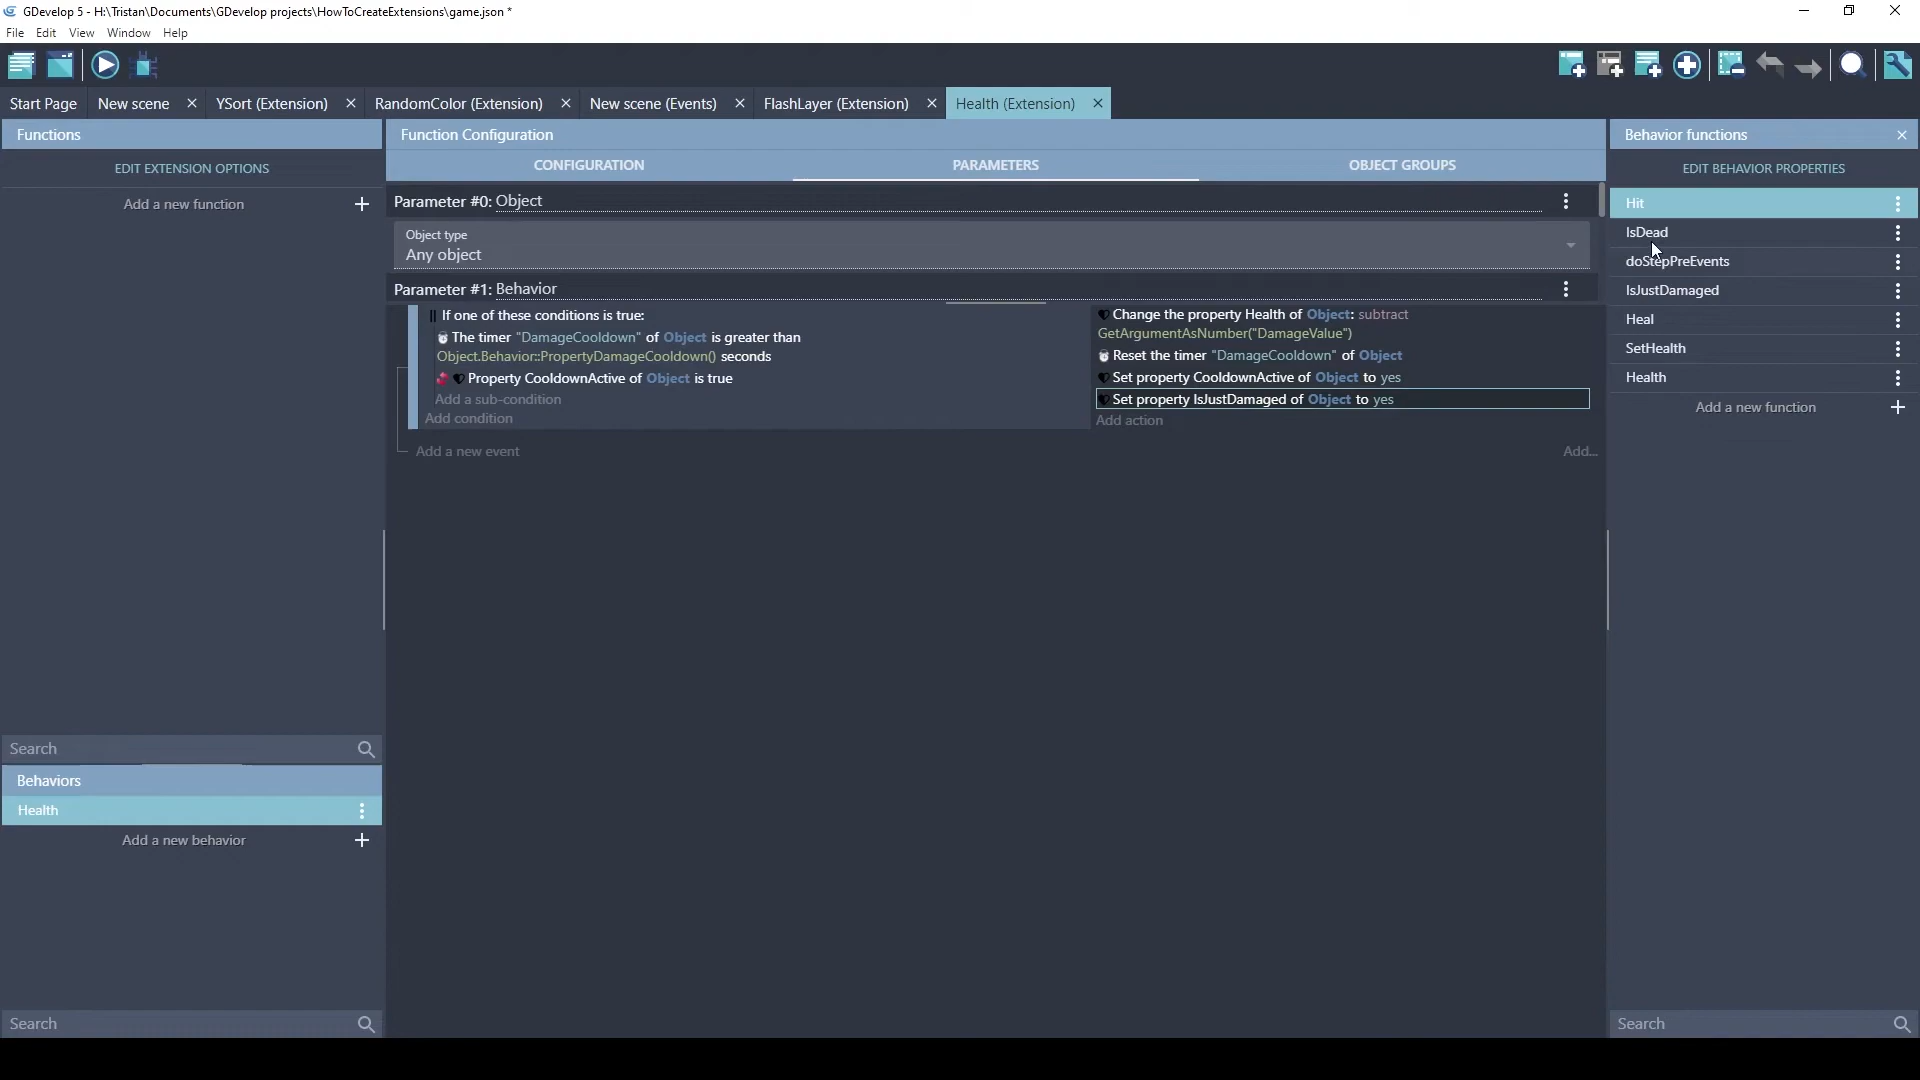 GDevelop 5 - H:\Tristan\Documents\GDevelop projects\HowToCreateExtensions\game.json *
File Edit View Window Help
Start Page New scene YSort (Extension) RandomColor (Extension) New scene (Events) FlashLayer (Extension) Health (Extension)
Functions
EDIT EXTENSION OPTIONS
Add a new function
Search
Behaviors
Health
Add a new behavior
Search
Function Configuration
CONFIGURATION PARAMETERS OBJECT GROUPS
Parameter #0: Object
Object type
Any object
Parameter #1: Behavior
If one of these conditions is true:
The timer "DamageCooldown" of Object is greater than
Object.Behavior::PropertyDamageCooldown() seconds
Property CooldownActive of Object is true
Add a sub-condition
Add condition
Change the property Health of Object: subtract
GetArgumentAsNumber("DamageValue")
Reset the timer "DamageCooldown" of Object
Set property CooldownActive of Object to yes
Set property IsJustDamaged of Object to yes
Add action
Add a new event Add...
Behavior functions
EDIT BEHAVIOR PROPERTIES
Hit
IsDead
doStepPreEvents
IsJustDamaged
Heal
SetHealth
Health
Add a new function
Search